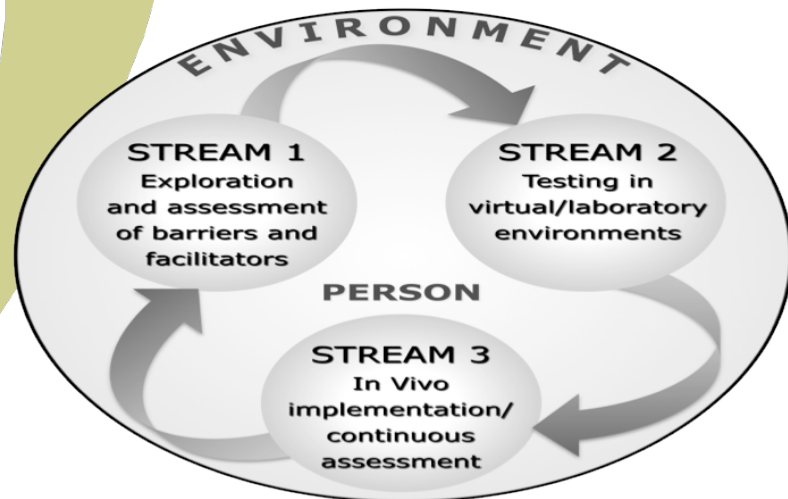 ENVIRONMENT
STREAM 1
Exploration
and assessment
of barriers and
facilitators
STREAM 2
Testing in
virtual/laboratory
environments
PERSON
STREAM 3
In Vivo
implementation/
continuous
assessment